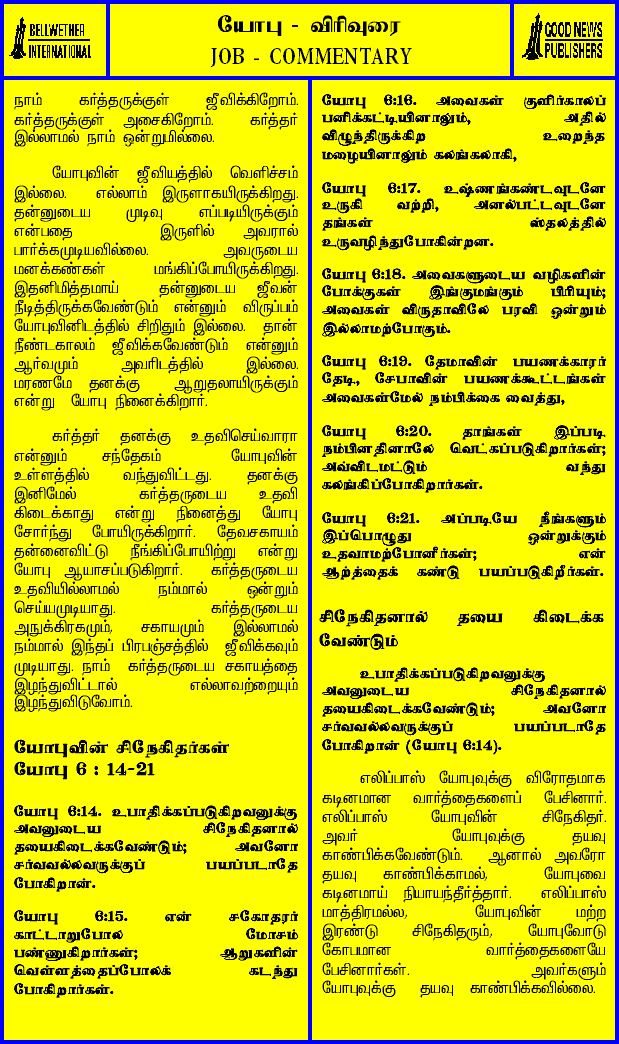 BELLWETHER
INTERNATIONAL
யோபு - விரிவுரை
JOB - COMMENTARY
GOOD NEWS
PUBLISHERS
நாம் கர்த்தருக்குள் ஜீவிக்கிறோம்.
கர்த்தருக்குள் அசைகிறோம். கர்த்தர்
இல்லாமல் நாம் ஒன்றுமில்லை.
யோபுவின் ஜீவியத்தில் வெளிச்சம்
இல்லை. எல்லாம் இருளாகயிருக்கிறது.
தன்னுடைய முடிவு எப்படியிருக்கும்
என்பதை இருளில் அவரால்
பார்க்கமுடியவில்லை. அவருடைய
மனக்கண்கள் மங்கிப்போயிருக்கிறது.
இதனிமித்தமாய் தன்னுடைய ஜீவன்
நீடித்திருக்கவேண்டும் என்னும் விருப்பம்
யோபுவினிடத்தில் சிறிதும் இல்லை. தான்
நீண்டகாலம் ஜீவிக்கவேண்டும் என்னும்
ஆர்வமும் அவரிடத்தில் இல்லை.
மரணமே தனக்கு ஆறுதலாயிருக்கும்
என்று யோபு நினைக்கிறார்.
கர்த்தர் தனக்கு உதவிசெய்வாரா
என்னும் சந்தேகம் யோபுவின்
உள்ளத்தில் வந்துவிட்டது. தனக்கு
இனிமேல் கர்த்தருடைய உதவி
கிடைக்காது என்று நினைத்து யோபு
சோர்ந்து போயிருக்கிறார். தேவசகாயம்
தன்னைவிட்டு நீங்கிப்போயிற்று என்று
யோபு ஆயாசப்படுகிறார். கர்த்தருடைய
உதவியில்லாமல் நம்மால் ஒன்றும்
செய்யமுடியாது. கர்த்தருடைய
அநுக்கிரகமும், சகாயமும் இல்லாமல்
நம்மால் இந்தப் பிரபஞ்சத்தில் ஜீவிக்கவும்
முடியாது. நாம் கர்த்தருடைய சகாயத்தை
இழந்துவிட்டால் எல்லாவற்றையும்
இழந்துவிடுவோம்.
யோபுவின் சிநேகிதர்கள்
யோபு 6 : 14-21
யோபு 6:14. உபாதிக்கப்படுகிறவனுக்கு
அவனுடைய சிநேகிதனால்
தயைகிடைக்கவேண்டும்; அவனோ
சர்வவல்லவருக்குப் பயப்படாதே
போகிறான்.
யோபு 6:15. என் சகோதரர்
காட்டாறுபோல மோசம்
பண்ணுகிறார்கள்; ஆறுகளின்
வெள்ளத்தைப்போலக் கடந்து
போகிறார்கள்.
யோபு 6:16. அவைகள் குளிர்காலப்
பனிக்கட்டியினாலும், அதில்
விழுந்திருக்கிற உறைந்த
மழையினாலும் கலங்கலாகி,
யோபு 6:17. உஷ்ணங்கண்டவுடனே
உருகி வற்றி, அனல்பட்டவுடனே
தங்கள் ஸ்தலத்தில்
உருவழிந்துபோகின்றன.
யோபு 6:18. அவைகளுடைய வழிகளின்
போக்குகள் இங்குமங்கும் பிரியும்;
அவைகள் விருதாவிலே பரவி ஒன்றும்
இல்லாமற்போகும்.
யோபு 6:19. தேமாவின் பயணக்காரர்
தேடி, சேபாவின் பயணக்கூட்டங்கள்
அவைகள்மேல் நம்பிக்கை வைத்து,
யோபு 6:20. தாங்கள் இப்படி
நம்பினதினாலே வெட்கப்படுகிறார்கள்;
அவ்விடமட்டும் வந்து
கலங்கிப்போகிறார்கள்.
யோபு 6:21. அப்படியே நீங்களும்
இப்பொழுது ஒன்றுக்கும்
உதவாமற்போனீர்கள்; என்
ஆற்த்தைக் கண்டு பயப்படுகிறீர்கள்.
சிநேகிதனால் தயை கிடைக்க
வேண்டும்
உபாதிக்கப்படுகிறவனுக்கு
அவனுடைய சிநேகிதனால்
தயைகிடைக்கவேண்டும்; அவனோ
சர்வவல்லவருக்குப் பயப்படாதே
போகிறான் (யோபு 6:14).
எலிப்பாஸ் யோபுவுக்கு விரோதமாக
கடினமான வார்த்தைகளைப் பேசினார்.
எலிப்பாஸ் யோபுவின் சிநேகிதர்.
அவர் யோபுவுக்கு தயவு
காண்பிக்கவேண்டும். ஆனால் அவரோ
தயவு காண்பிக்காமல், யோபுவை
கடினமாய் நியாயந்தீர்த்தார். எலிப்பாஸ்
மாத்திரமல்ல, யோபுவின் மற்ற
இரண்டு சிநேகிதரும், யோபுவோடு
கோபமான வார்த்தைகளையே
பேசினார்கள். அவர்களும்
யோபுவுக்கு தயவு காண்பிக்கவில்லை.